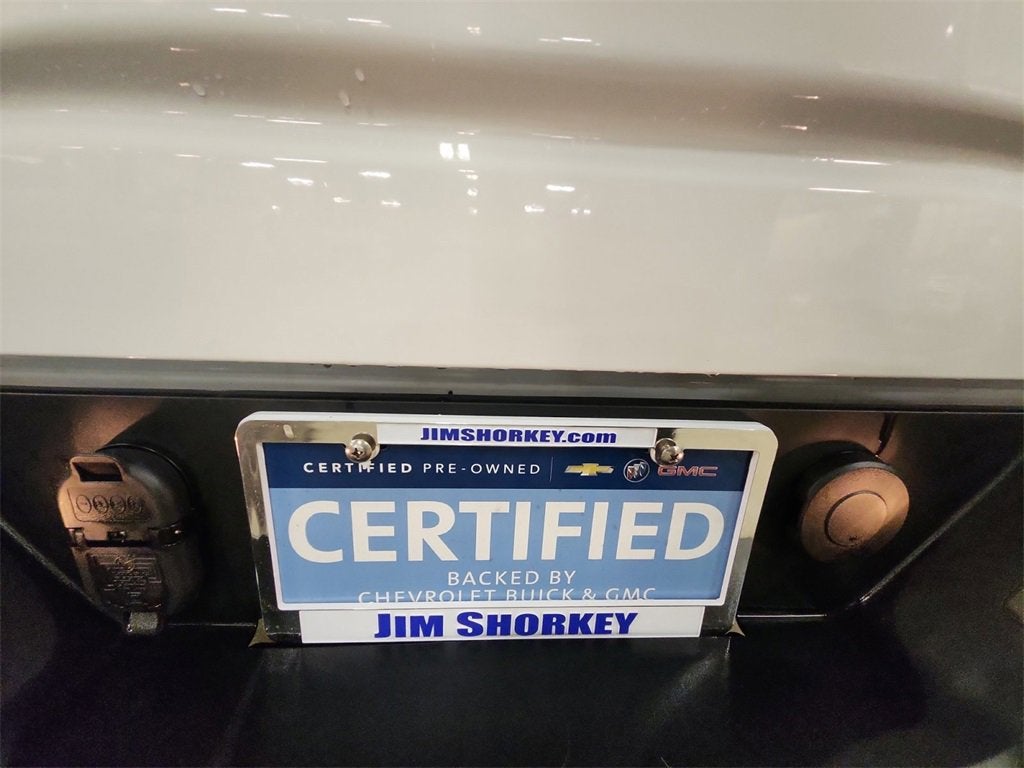 JIMSHORKEY.com
CERTIFIED PRE-OWNED GMC
CERTIFIED
BACKED BY
CHEVROLET BUICK & GMC
JIM SHORKEY